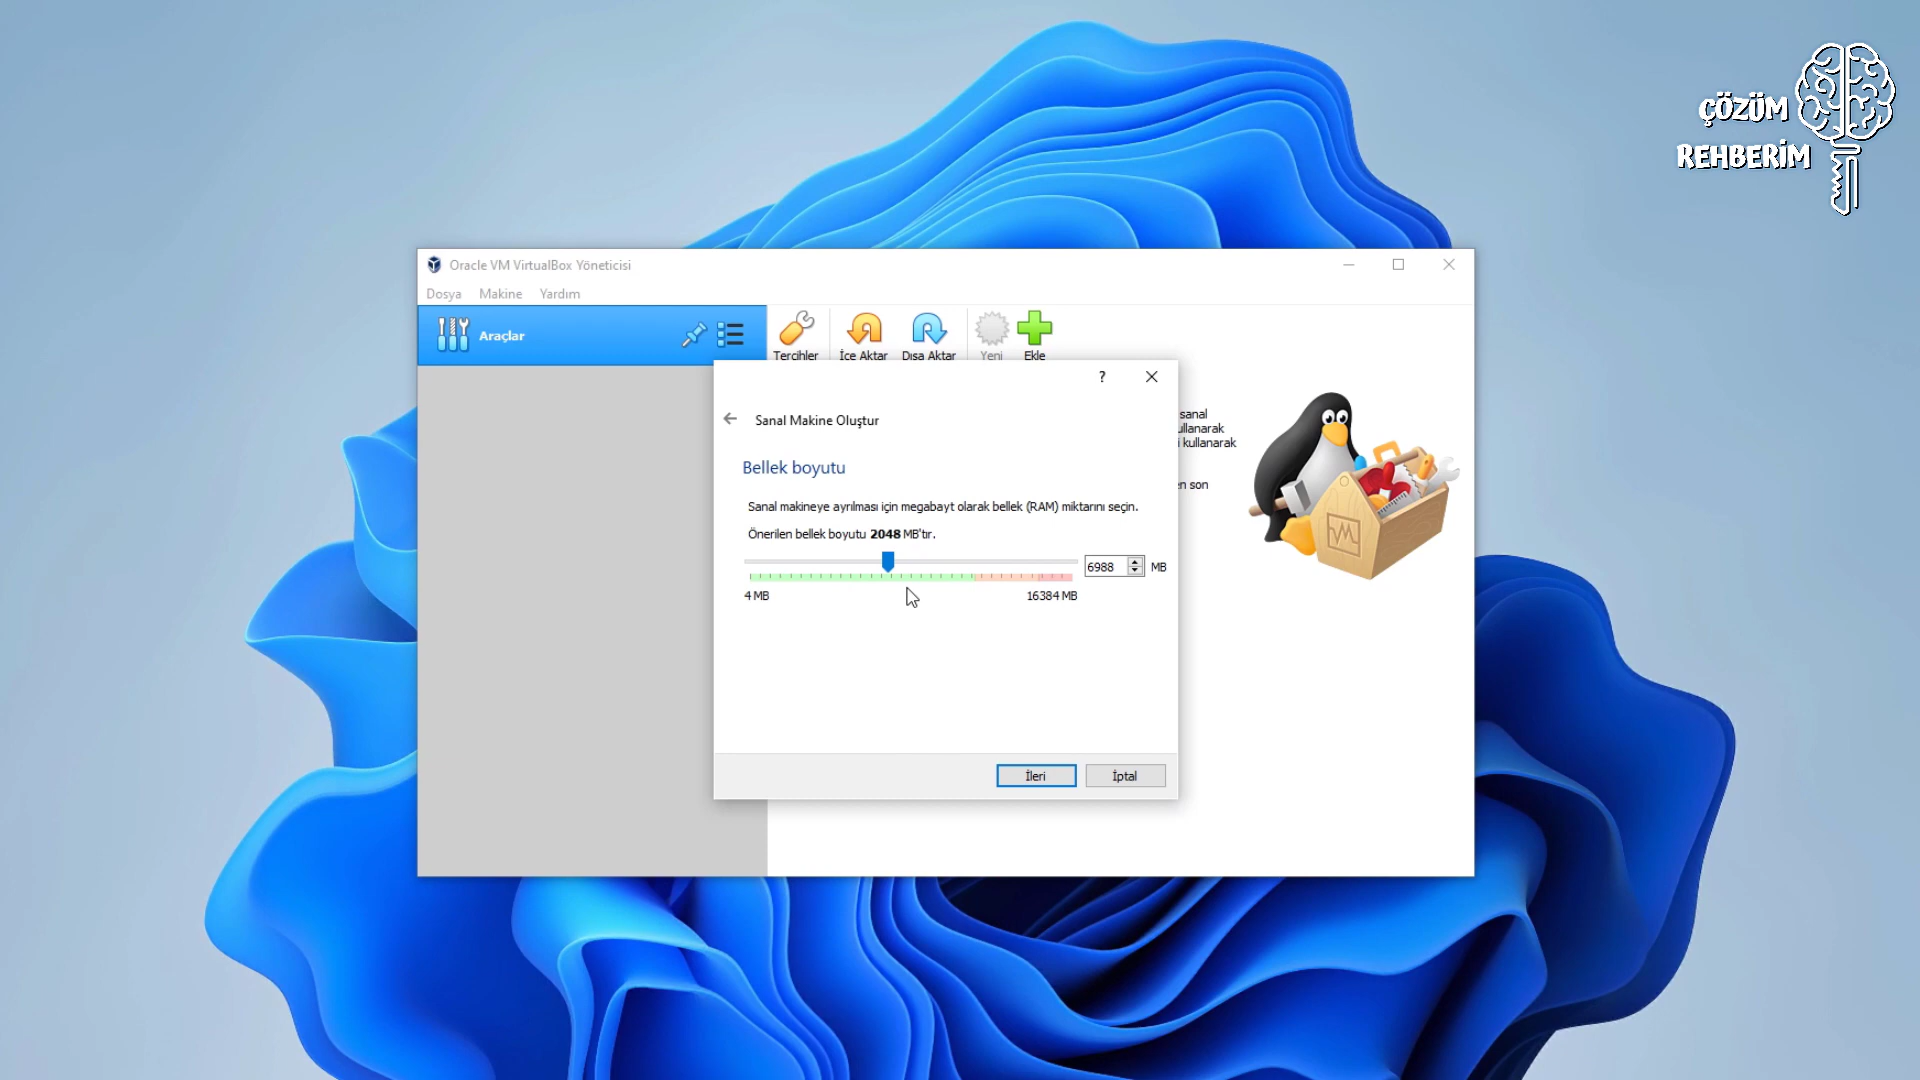 ÇÖZÜM
REHBERİM
Oracle VM VirtualBox Yöneticisi
Dosya Makine Yardım
Araçlar
Tercihler İçe Aktar Dışa Aktar Yeni Ekle
?
Sanal Makine Oluştur
sanal
ullanarak
i kullanarak
Bellek boyutu
en son
Sanal makineye ayrılması için megabayt olarak bellek (RAM) miktarını seçin.
Önerilen bellek boyutu 2048 MB'tır.
6988 MB
4 MB 16384 MB
İleri İptal